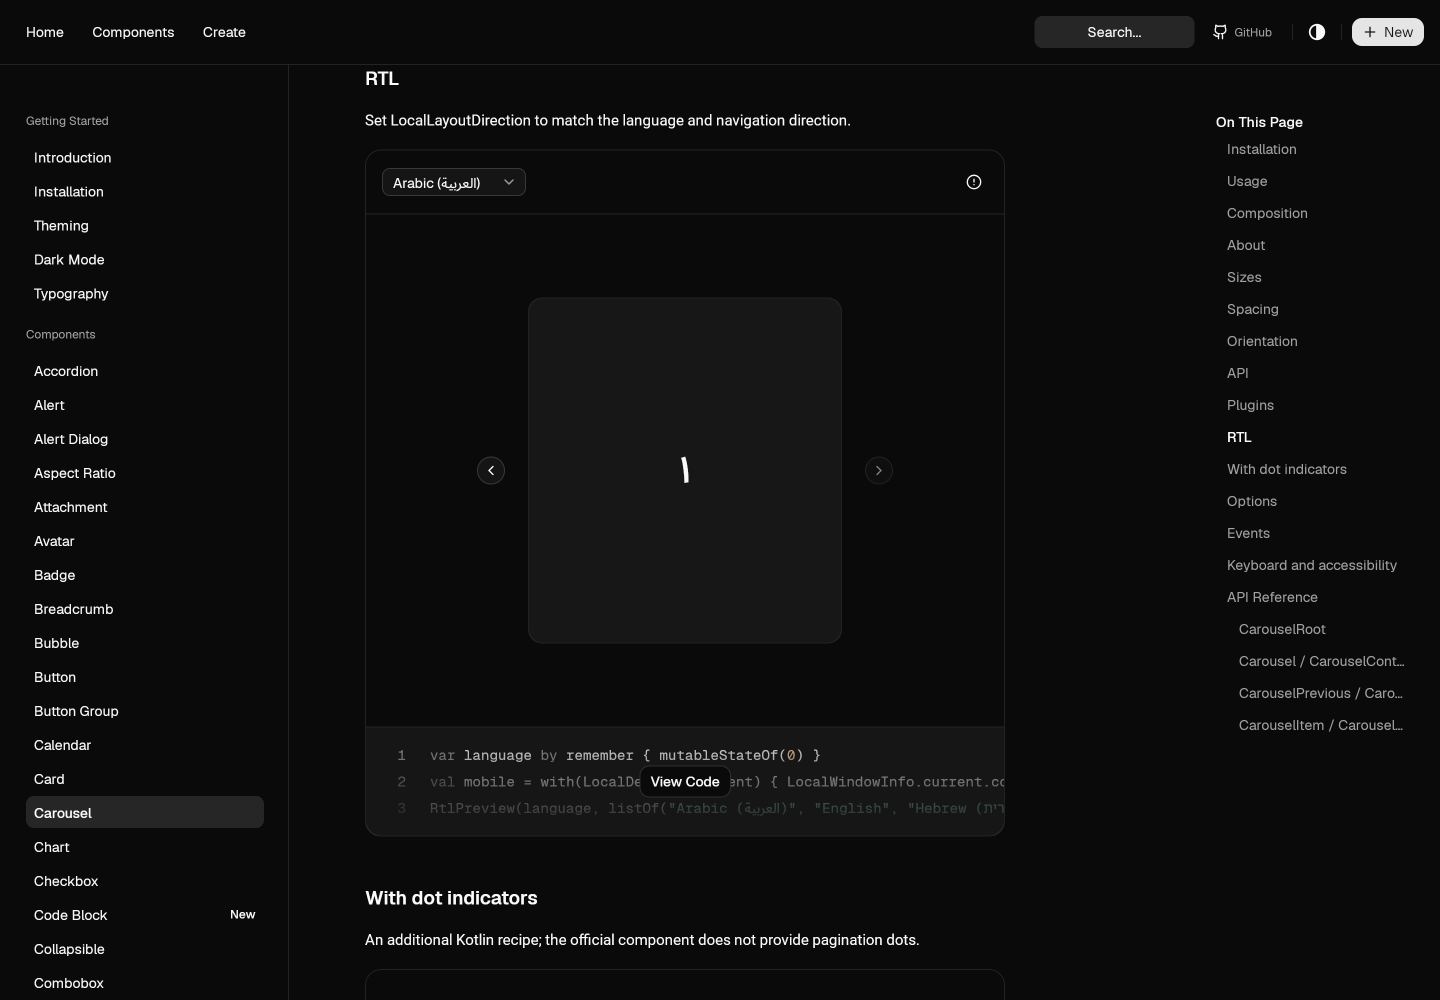 Home
Components
Create
Search...
GitHub
New
Getting Started
Introduction
Installation
Theming
Dark Mode
Typography
Components
Accordion
Alert
Alert Dialog
Aspect Ratio
Attachment
Avatar
Badge
Breadcrumb
Bubble
Button
Button Group
Calendar
Card
Carousel
Chart
Checkbox
Code Block New
Collapsible
Combobox
RTL
Set LocalLayoutDirection to match the language and navigation direction.
Arabic (العربية)
١
1 var language by remember { mutableStateOf(0) }
2 val mobile = with(LocalDe ent) { LocalWindowInfo.current.co
View Code
3 RtlPreview(language, listOf("Arabic (العربية)", "English", "Hebrew (רית
With dot indicators
An additional Kotlin recipe; the official component does not provide pagination dots.
On This Page
Installation
Usage
Composition
About
Sizes
Spacing
Orientation
API
Plugins
RTL
With dot indicators
Options
Events
Keyboard and accessibility
API Reference
CarouselRoot
Carousel / CarouselCont...
CarouselPrevious / Caro...
CarouselItem / Carousel...